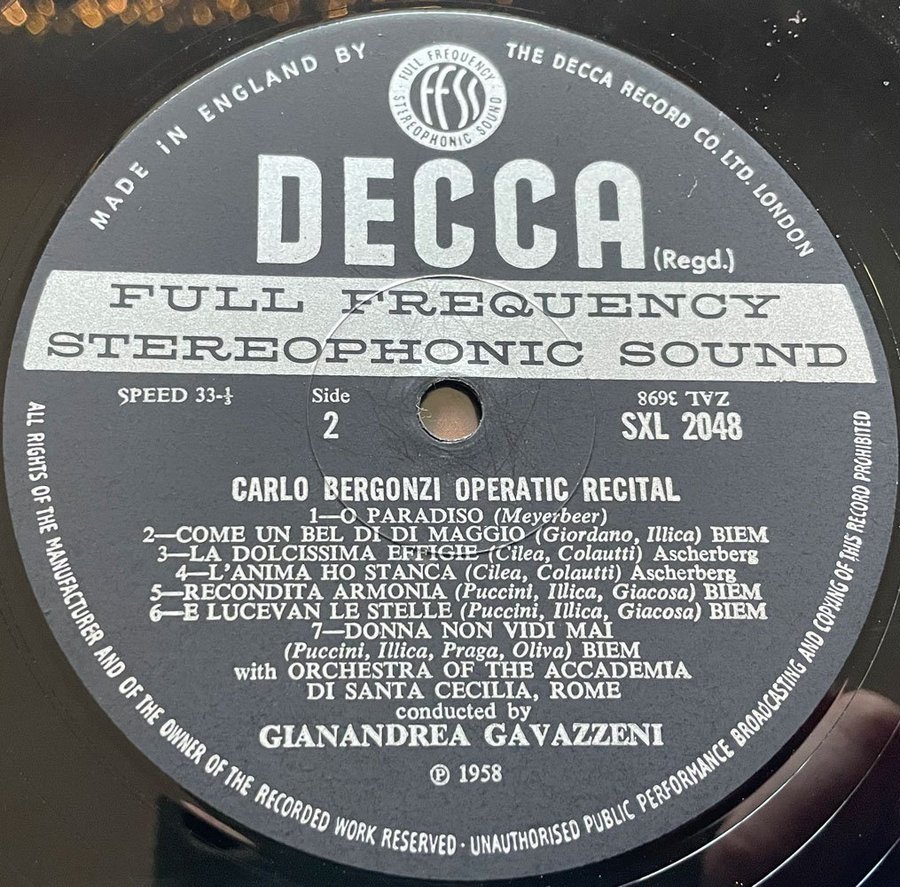 MADE IN ENGLAND BY
THE DECCA RECORD CO. LTD. LONDON
FULL FREQUENCY
FFSS
STEREOPHONIC SOUND
DECCA
(Regd.)
FULL FREQUENCY
STEREOPHONIC SOUND
SPEED 33-⅓
Side
2
ZAL 3698
SXL 2048
CARLO BERGONZI OPERATIC RECITAL
1—O PARADISO (Meyerbeer)
2—COME UN BEL DI DI MAGGIO (Giordano, Illica) BIEM
3—LA DOLCISSIMA EFFIGIE (Cilea, Colautti) Ascherberg
4—L'ANIMA HO STANCA (Cilea, Colautti) Ascherberg
5—RECONDITA ARMONIA (Puccini, Illica, Giacosa) BIEM
6—E LUCEVAN LE STELLE (Puccini, Illica, Giacosa) BIEM
7—DONNA NON VIDI MAI
(Puccini, Illica, Praga, Oliva) BIEM
with ORCHESTRA OF THE ACCADEMIA
DI SANTA CECILIA, ROME
conducted by
GIANANDREA GAVAZZENI
℗ 1958
ALL RIGHTS OF THE MANUFACTURER AND OF THE OWNER OF THE RECORDED WORK RESERVED · UNAUTHORISED PUBLIC PERFORMANCE BROADCASTING AND COPYING OF THIS RECORD PROHIBITED